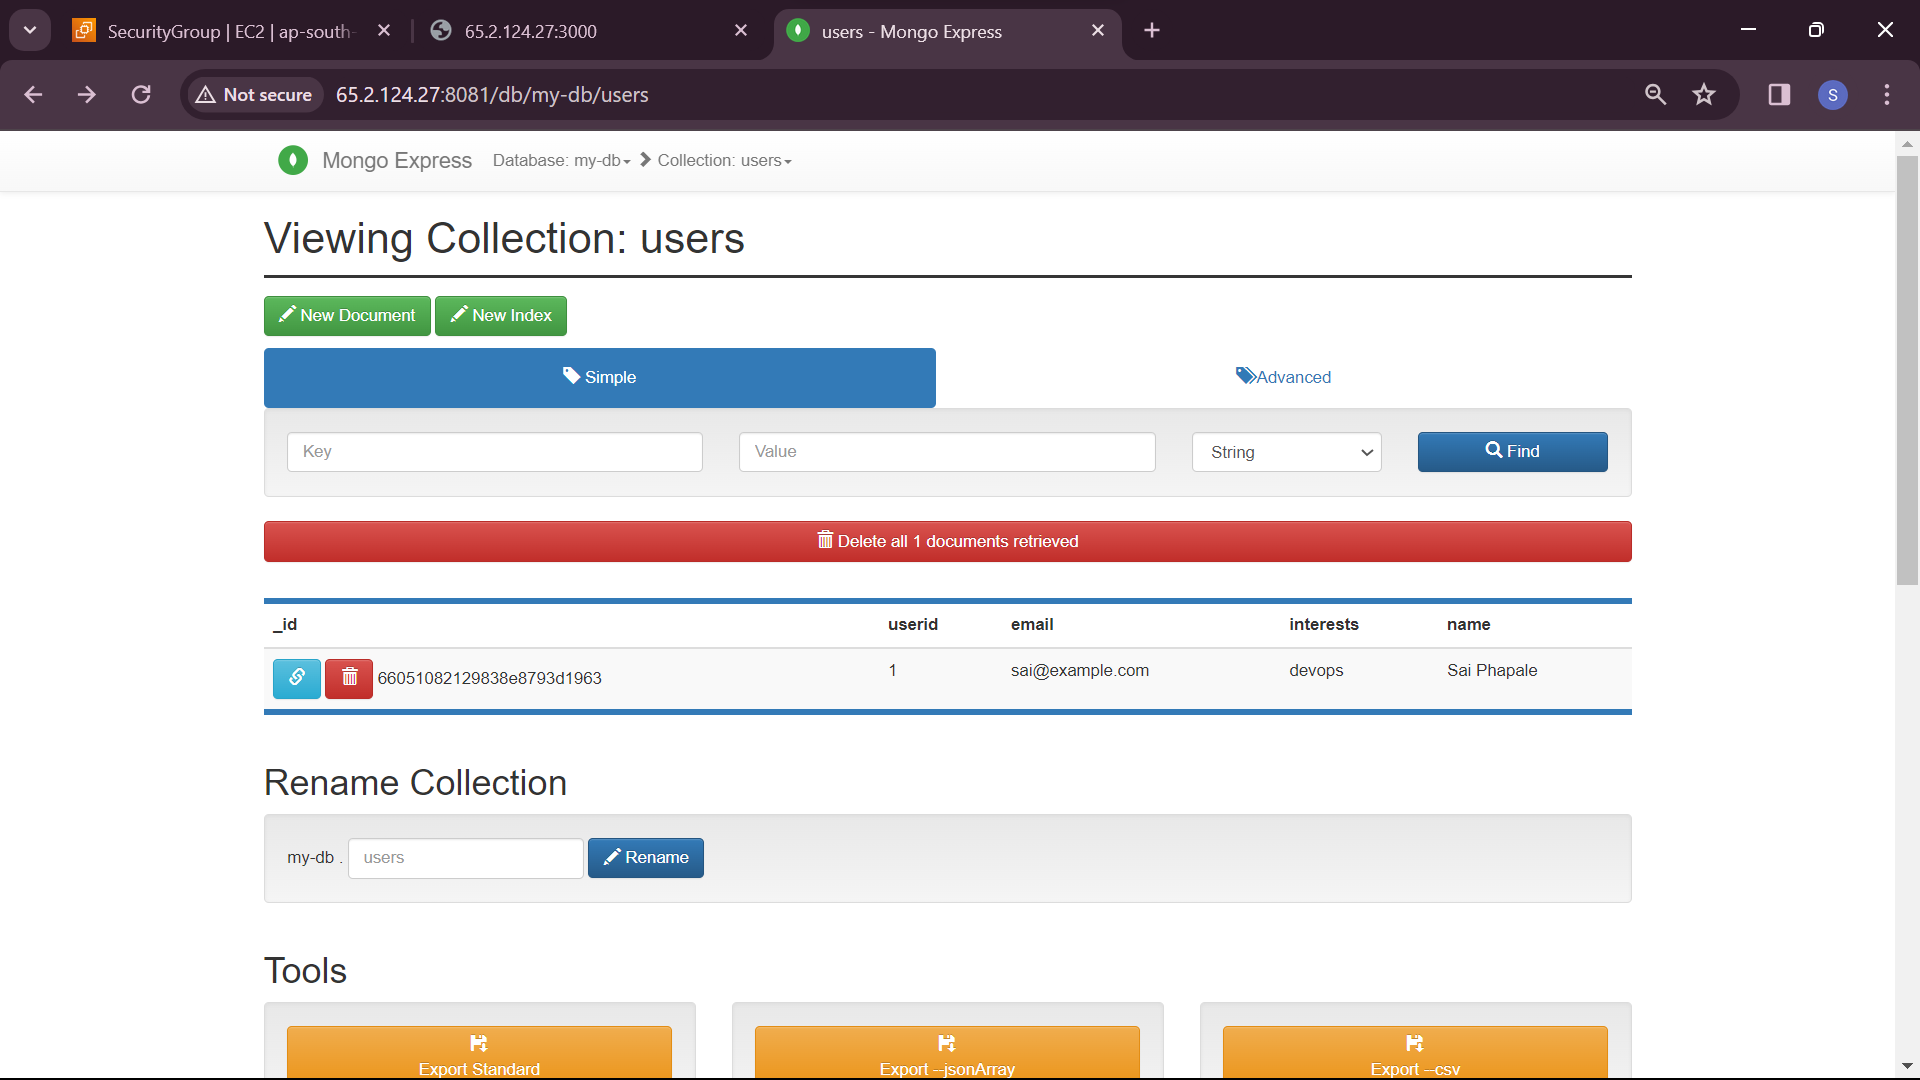 SecurityGroup | EC2 | ap-south-
65.2.124.27:3000
users - Mongo Express
Not secure
65.2.124.27:8081/db/my-db/users
S
Mongo Express
Database: my-db
Collection: users
Viewing Collection: users
New Document
New Index
Simple
Advanced
Key
Value
String
Find
Delete all 1 documents retrieved
_id userid email interests name
66051082129838e8793d1963 1 sai@example.com devops Sai Phapale
Rename Collection
my-db .
users
Rename
Tools
Export Standard
Export --jsonArray
Export --csv